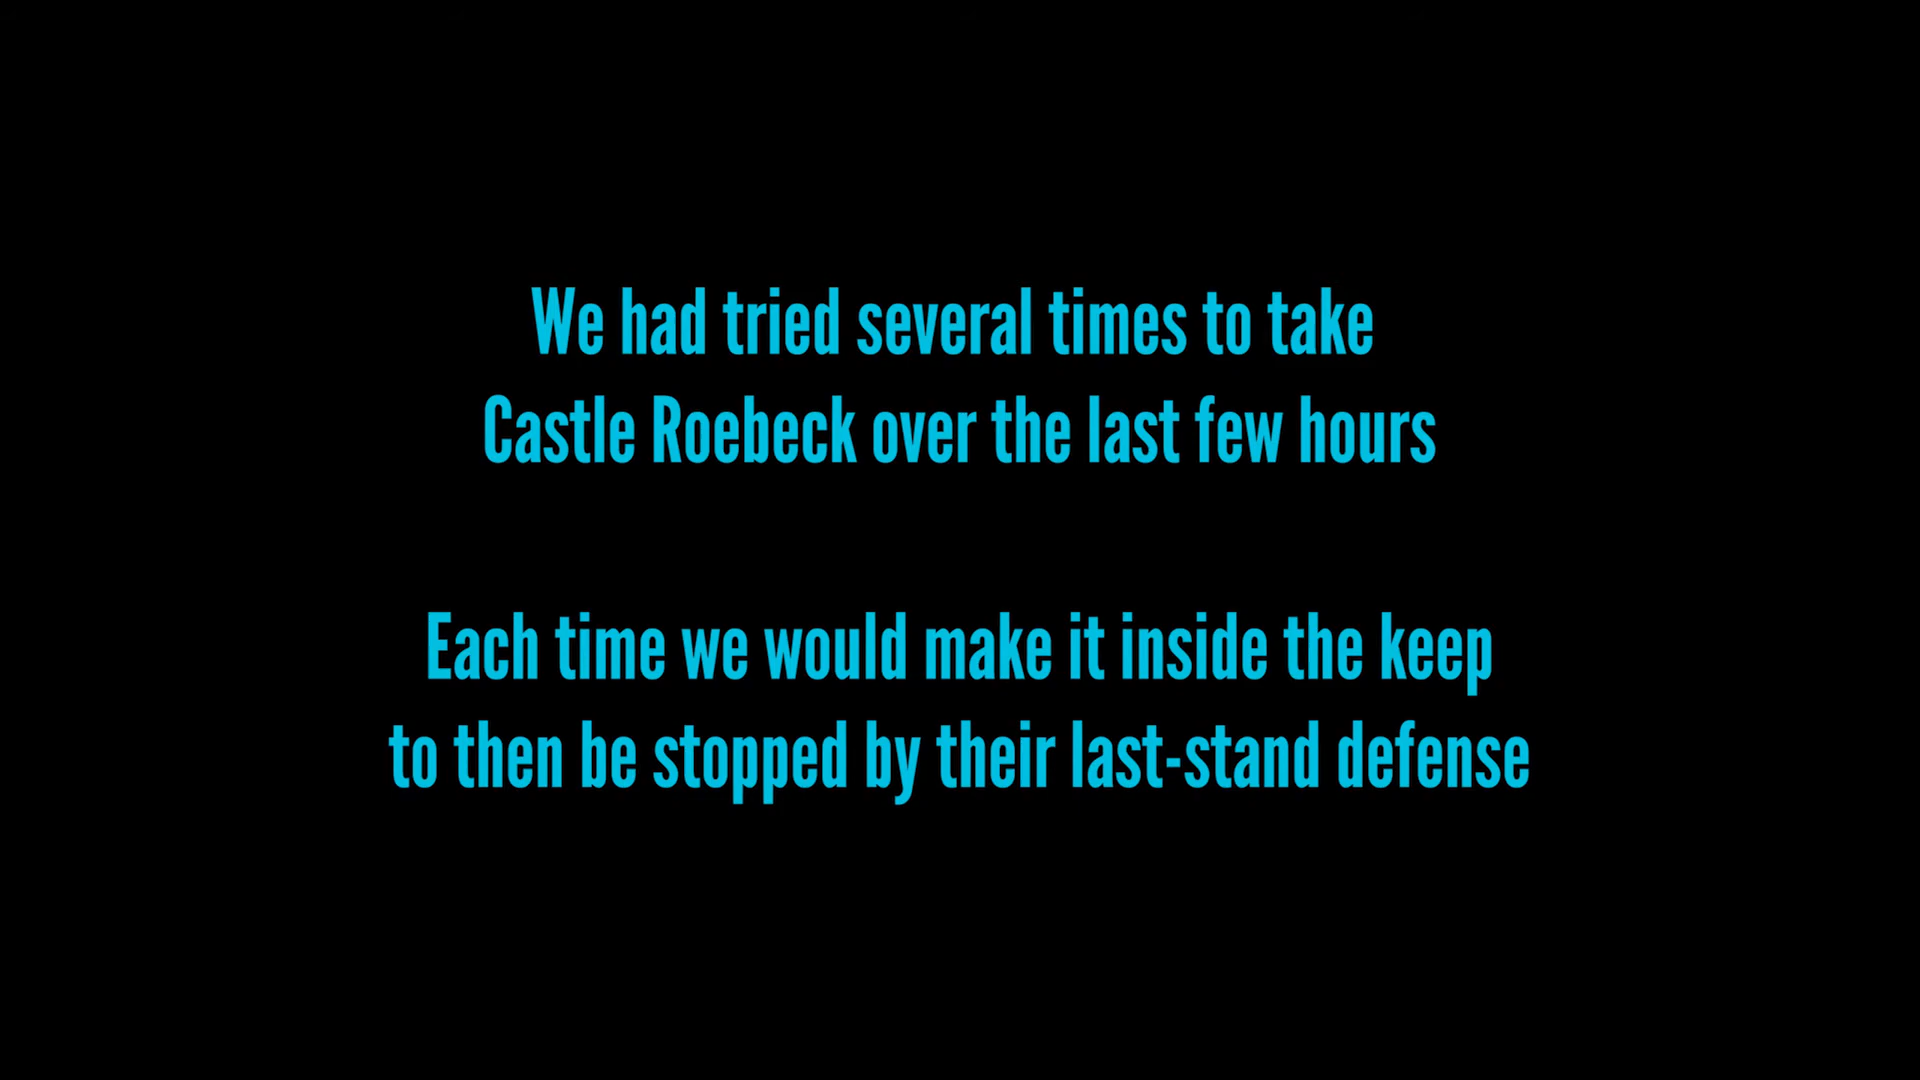 We had tried several times to take
Castle Roebeck over the last few hours
Each time we would make it inside the keep
to then be stopped by their last-stand defense